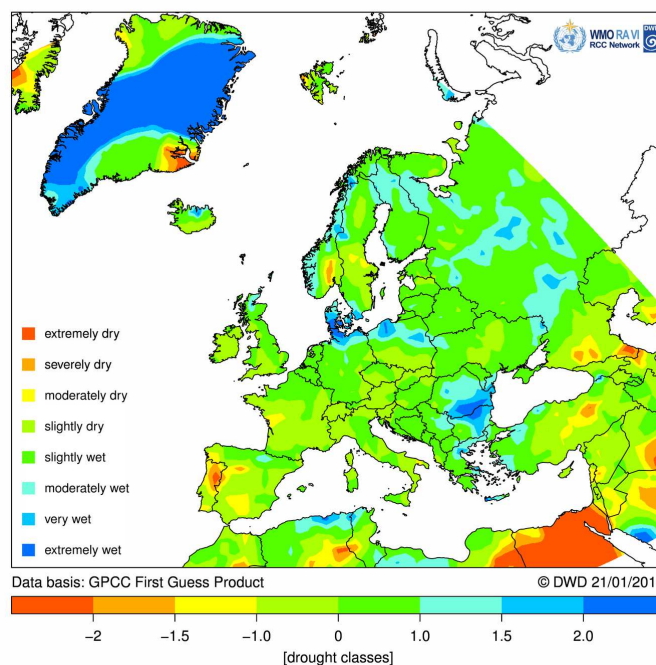 WMO RA VI
RCC Network
DWD
extremely dry
severely dry
moderately dry
slightly dry
slightly wet
moderately wet
very wet
extremely wet
Data basis: GPCC First Guess Product
© DWD 21/01/201
−2 −1.5 −1.0 0 1.0 1.5 2.0
[drought classes]